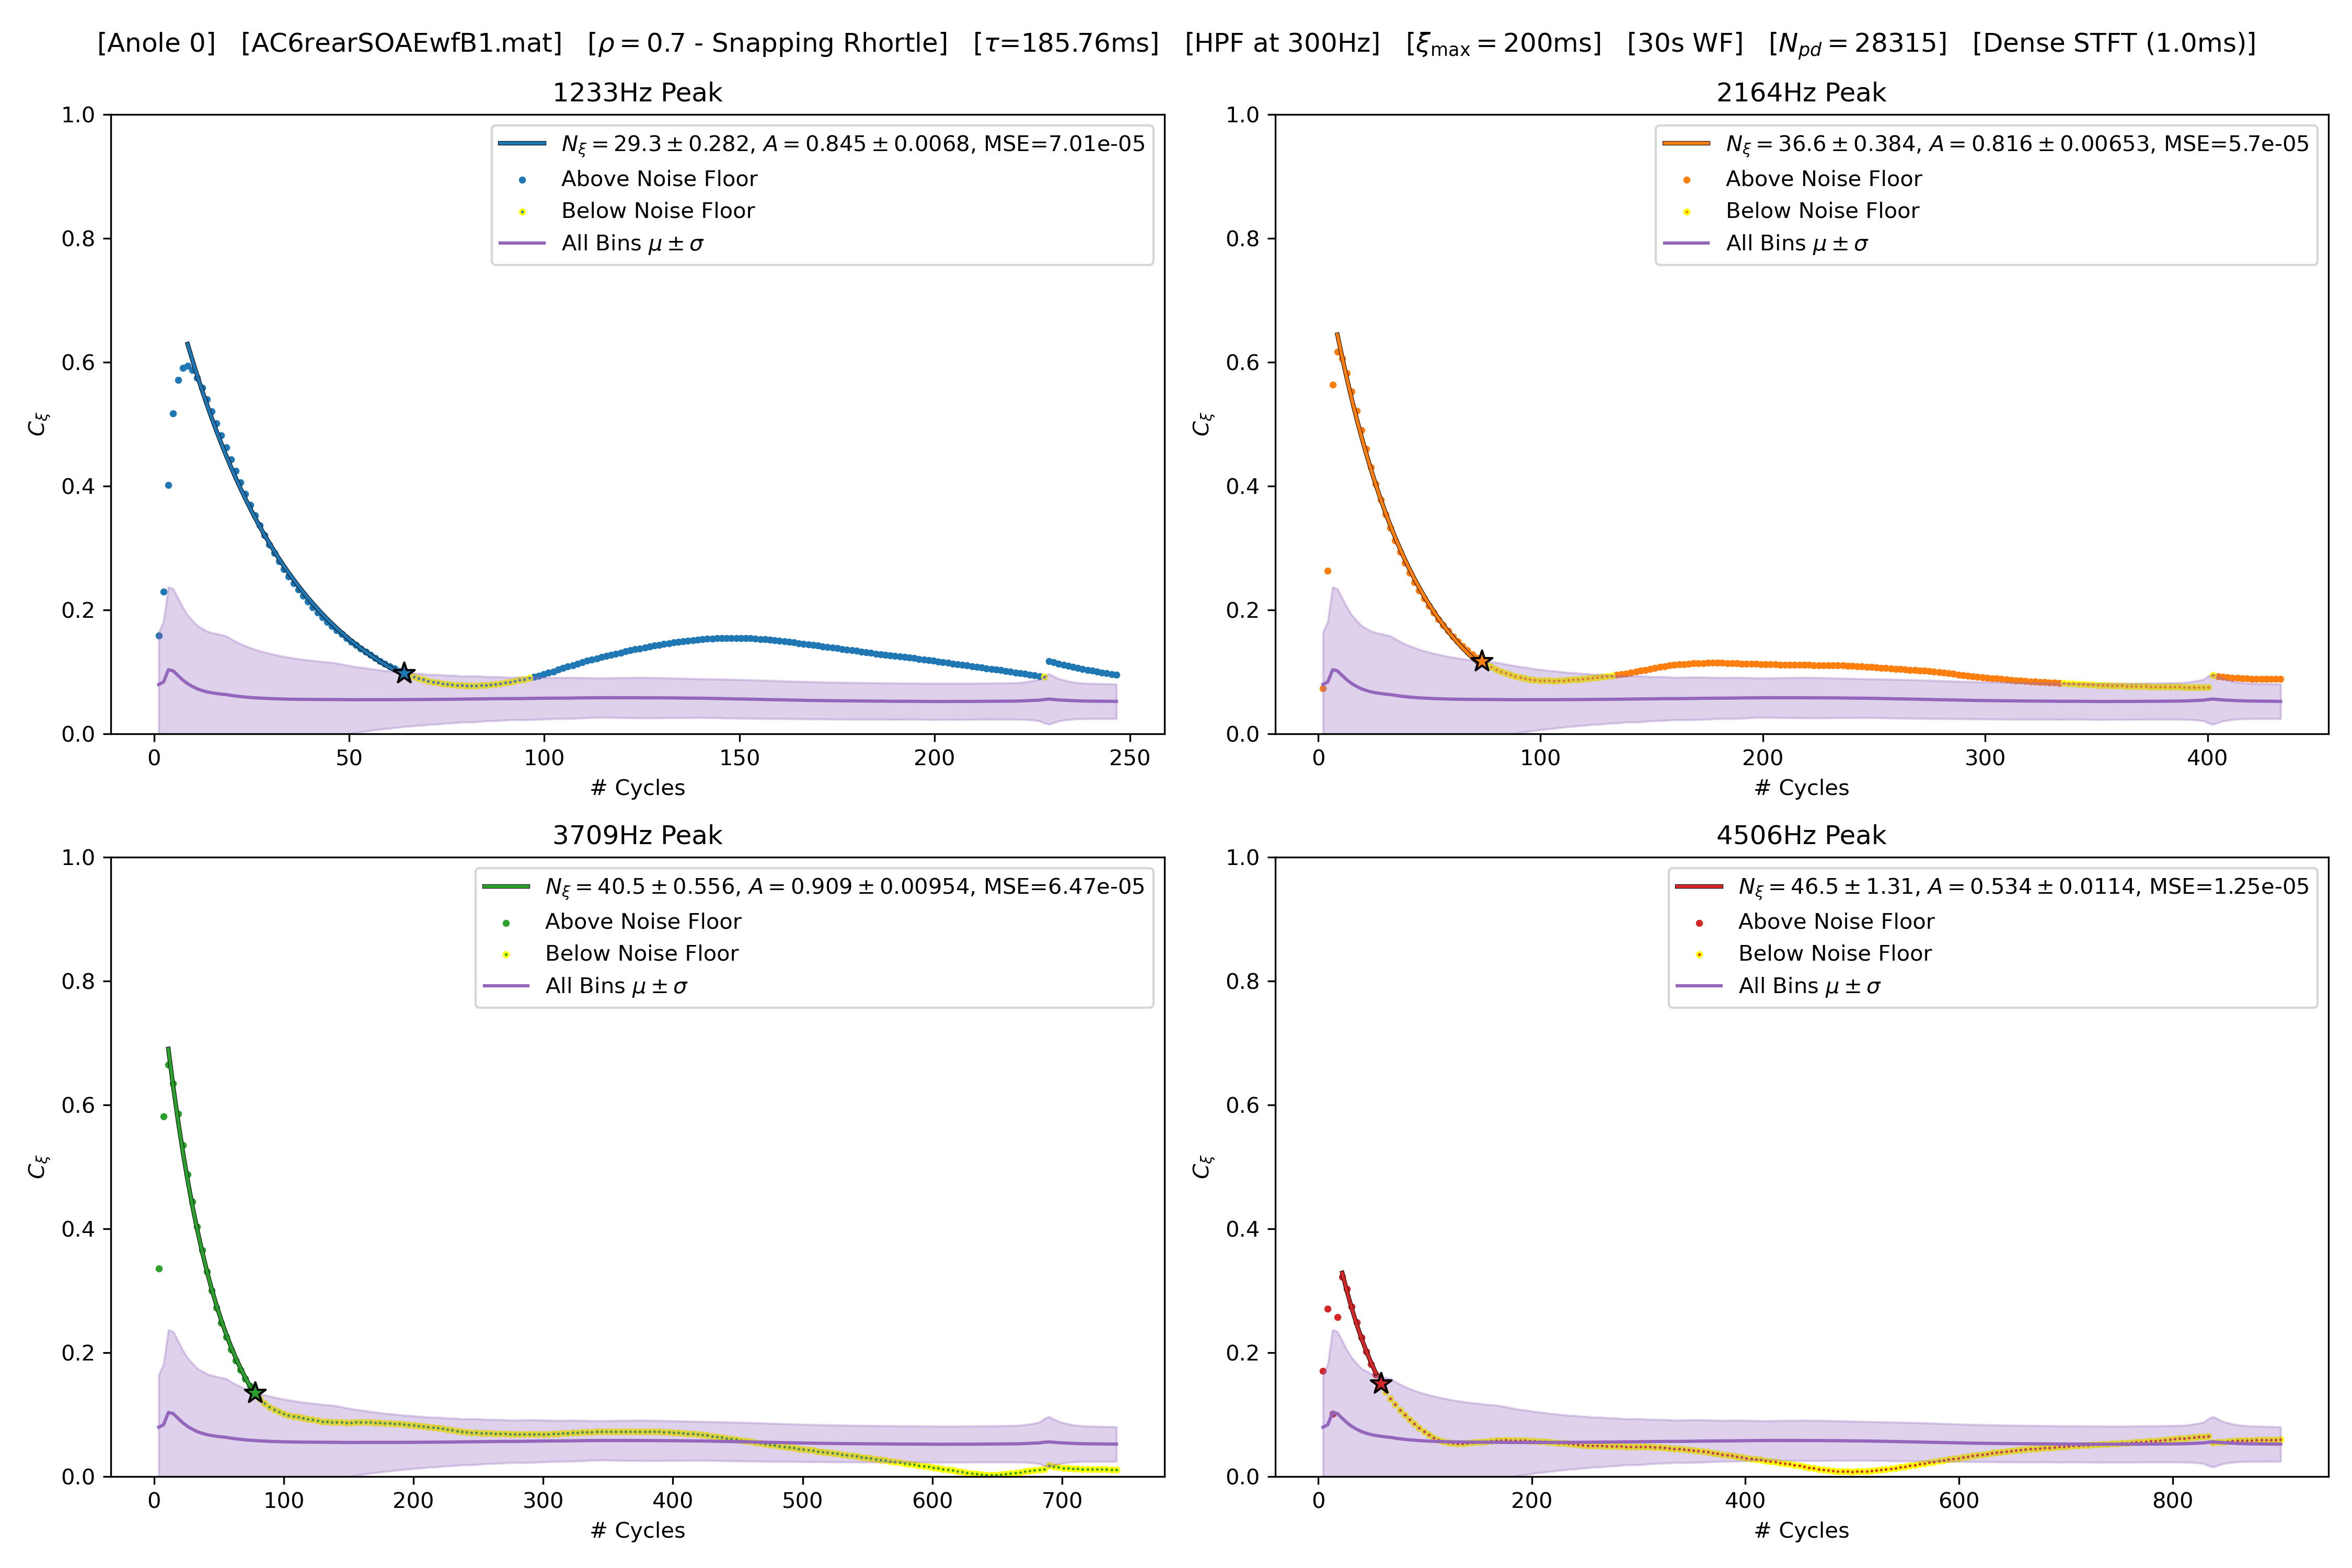 [Anole 0] [AC6rearSOAEwfB1.mat] [ρ = 0.7 - Snapping Rhortle] [τ=185.76ms] [HPF at 300Hz] [ξmax = 200ms] [30s WF] [Npd = 28315] [Dense STFT (1.0ms)]
1233Hz Peak
Nξ = 29.3 ± 0.282, A = 0.845 ± 0.0068, MSE=7.01e-05
Above Noise Floor
Below Noise Floor
All Bins μ ± σ
1.0
0.8
0.6
0.4
0.2
0.0
Cξ
0 50 100 150 200 250
# Cycles
2164Hz Peak
Nξ = 36.6 ± 0.384, A = 0.816 ± 0.00653, MSE=5.7e-05
Above Noise Floor
Below Noise Floor
All Bins μ ± σ
1.0
0.8
0.6
0.4
0.2
0.0
Cξ
0 100 200 300 400
# Cycles
3709Hz Peak
Nξ = 40.5 ± 0.556, A = 0.909 ± 0.00954, MSE=6.47e-05
Above Noise Floor
Below Noise Floor
All Bins μ ± σ
1.0
0.8
0.6
0.4
0.2
0.0
Cξ
0 100 200 300 400 500 600 700
# Cycles
4506Hz Peak
Nξ = 46.5 ± 1.31, A = 0.534 ± 0.0114, MSE=1.25e-05
Above Noise Floor
Below Noise Floor
All Bins μ ± σ
1.0
0.8
0.6
0.4
0.2
0.0
Cξ
0 200 400 600 800
# Cycles